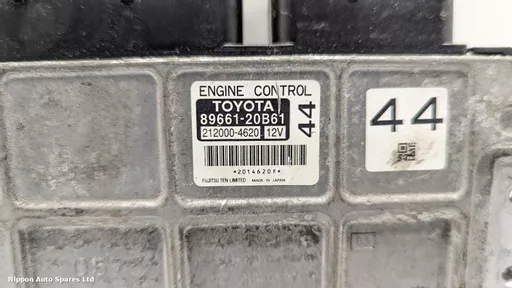 ENGINE CONTROL
TOYOTA
89661-20B61
212000-4620 12V
44
*2014620F*
FUJITSU TEN LIMITED MADE IN JAPAN
44
Nippon Auto Spares Ltd